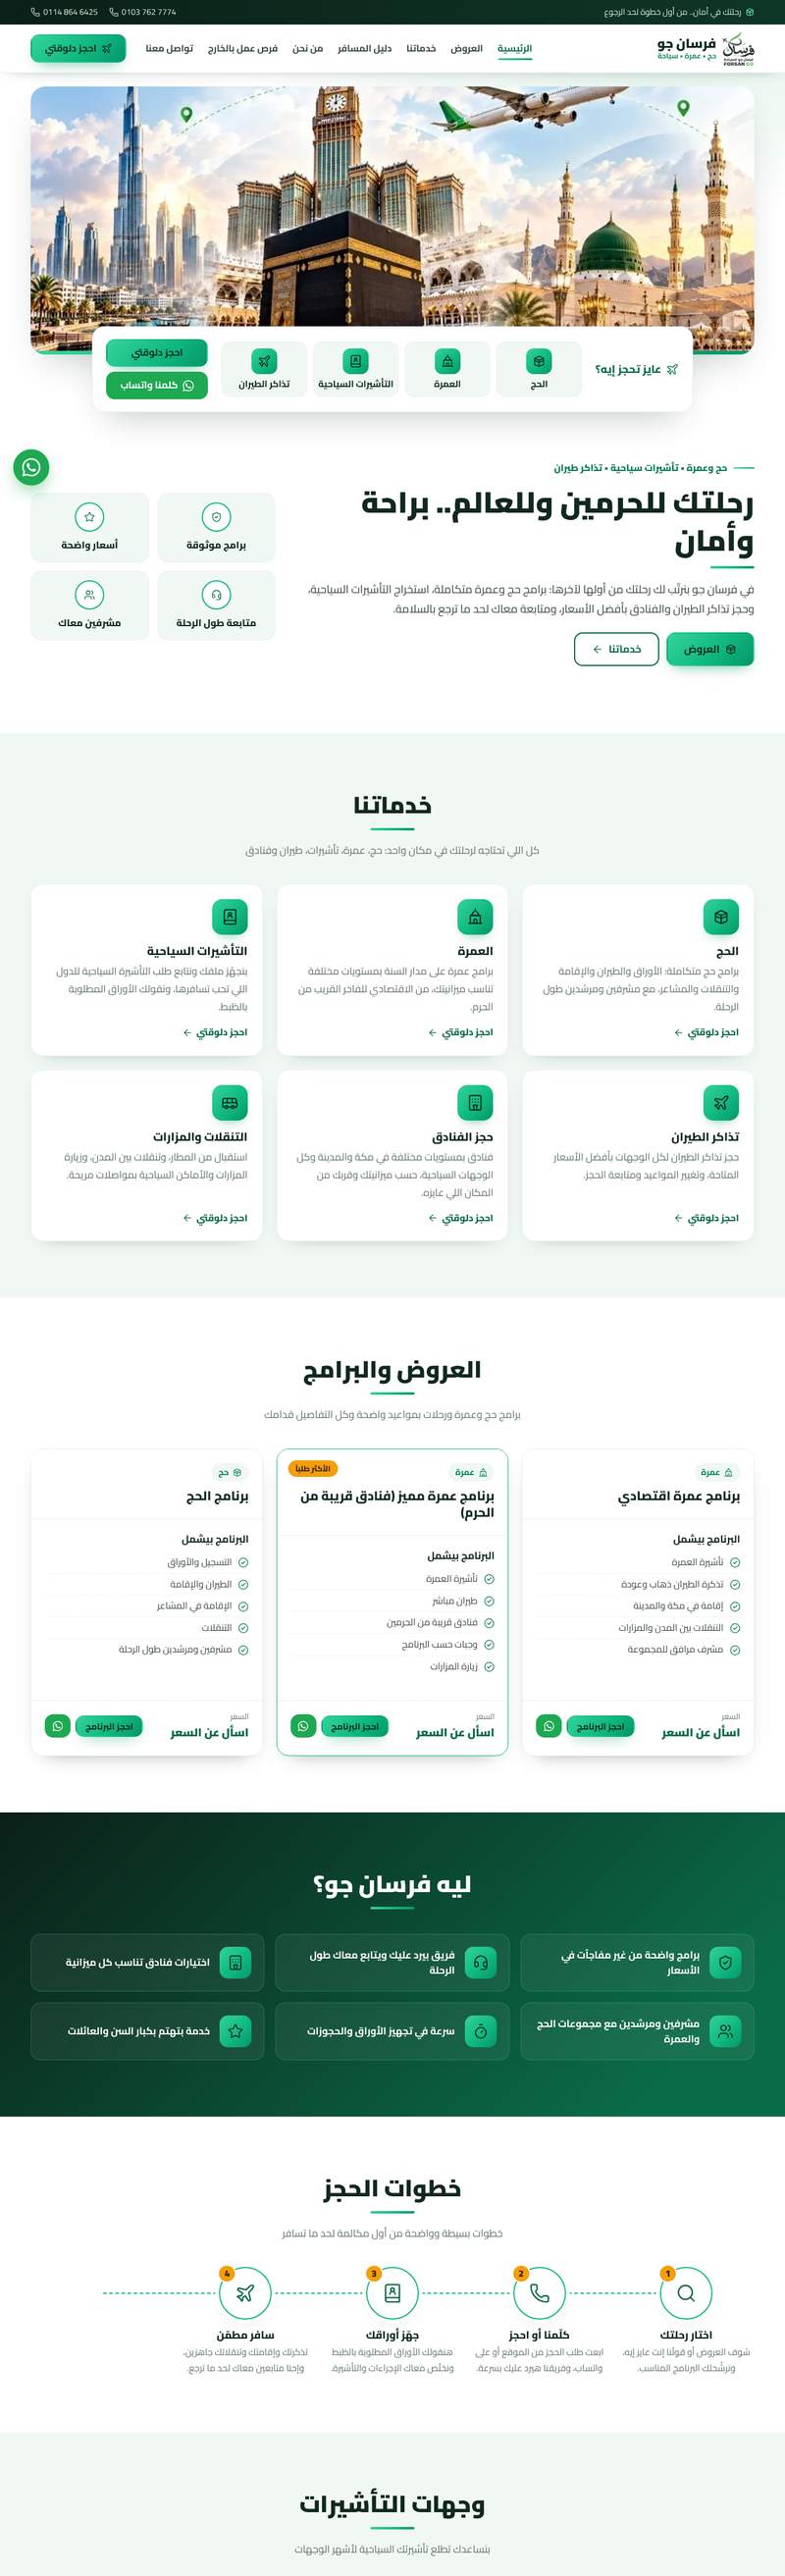 رحلتك في أمان.. من أول خطوة لحد الرجوع
0103 762 7774
0114 864 6425
فرسان جو
حج • عمرة • سياحة
FORSAN GO
الرئيسية
العروض
خدماتنا
دليل المسافر
من نحن
فرص عمل بالخارج
تواصل معنا
احجز دلوقتي
عايز تحجز إيه؟
الحج
العمرة
التأشيرات السياحية
تذاكر الطيران
احجز دلوقتي
كلمنا واتساب
حج وعمرة • تأشيرات سياحية • تذاكر طيران
رحلتك للحرمين وللعالم.. براحة
وأمان
في فرسان جو بنرتّب لك رحلتك من أولها لآخرها: برامج حج وعمرة متكاملة، استخراج التأشيرات السياحية،
وحجز تذاكر الطيران والفنادق بأفضل الأسعار، ومتابعة معاك لحد ما ترجع بالسلامة.
العروض
خدماتنا
برامج موثوقة
أسعار واضحة
متابعة طول الرحلة
مشرفين معاك
خدماتنا
كل اللي تحتاجه لرحلتك في مكان واحد: حج، عمرة، تأشيرات، طيران وفنادق
الحج
برامج حج متكاملة: الأوراق والطيران والإقامة
والتنقلات والمشاعر، مع مشرفين ومرشدين طول
الرحلة.
احجز دلوقتي
العمرة
برامج عمرة على مدار السنة بمستويات مختلفة
تناسب ميزانيتك، من الاقتصادي للفاخر القريب من
الحرم.
احجز دلوقتي
التأشيرات السياحية
بنجهّز ملفك ونتابع طلب التأشيرة السياحية للدول
اللي تحب تسافرها، ونقولك الأوراق المطلوبة
بالظبط.
احجز دلوقتي
تذاكر الطيران
حجز تذاكر الطيران لكل الوجهات بأفضل الأسعار
المتاحة، وتغيير المواعيد ومتابعة الحجز.
احجز دلوقتي
حجز الفنادق
فنادق بمستويات مختلفة في مكة والمدينة وكل
الوجهات السياحية، حسب ميزانيتك وقربك من
المكان اللي عايزه.
احجز دلوقتي
التنقلات والمزارات
استقبال من المطار، وتنقلات بين المدن، وزيارة
المزارات والأماكن السياحية بمواصلات مريحة.
احجز دلوقتي
العروض والبرامج
برامج حج وعمرة ورحلات بمواعيد واضحة وكل التفاصيل قدامك
عمرة
برنامج عمرة اقتصادي
البرنامج بيشمل
تأشيرة العمرة
تذكرة الطيران ذهاب وعودة
إقامة في مكة والمدينة
التنقلات بين المدن والمزارات
مشرف مرافق للمجموعة
السعر
اسأل عن السعر
احجز البرنامج
عمرة
الأكثر طلباً
برنامج عمرة مميز (فنادق قريبة من
الحرم)
البرنامج بيشمل
تأشيرة العمرة
طيران مباشر
فنادق قريبة من الحرمين
وجبات حسب البرنامج
زيارة المزارات
السعر
اسأل عن السعر
احجز البرنامج
حج
برنامج الحج
البرنامج بيشمل
التسجيل والأوراق
الطيران والإقامة
الإقامة في المشاعر
التنقلات
مشرفين ومرشدين طول الرحلة
السعر
اسأل عن السعر
احجز البرنامج
ليه فرسان جو؟
برامج واضحة من غير مفاجآت في
الأسعار
فريق بيرد عليك ويتابع معاك طول
الرحلة
اختيارات فنادق تناسب كل ميزانية
مشرفين ومرشدين مع مجموعات الحج
والعمرة
سرعة في تجهيز الأوراق والحجوزات
خدمة بتهتم بكبار السن والعائلات
خطوات الحجز
خطوات بسيطة وواضحة من أول مكالمة لحد ما تسافر
1
اختار رحلتك
شوف العروض أو قولّنا إنت عايز إيه،
ونرشّحلك البرنامج المناسب.
2
كلّمنا أو احجز
ابعت طلب الحجز من الموقع أو على
واتساب، وفريقنا هيرد عليك بسرعة.
3
جهّز أوراقك
هنقولك الأوراق المطلوبة بالظبط
ونخلّص معاك الإجراءات والتأشيرة.
4
سافر مطمّن
تذكرتك وإقامتك وتنقلاتك جاهزين،
وإحنا متابعين معاك لحد ما ترجع.
وجهات التأشيرات
بنساعدك تطلع تأشيرتك السياحية لأشهر الوجهات